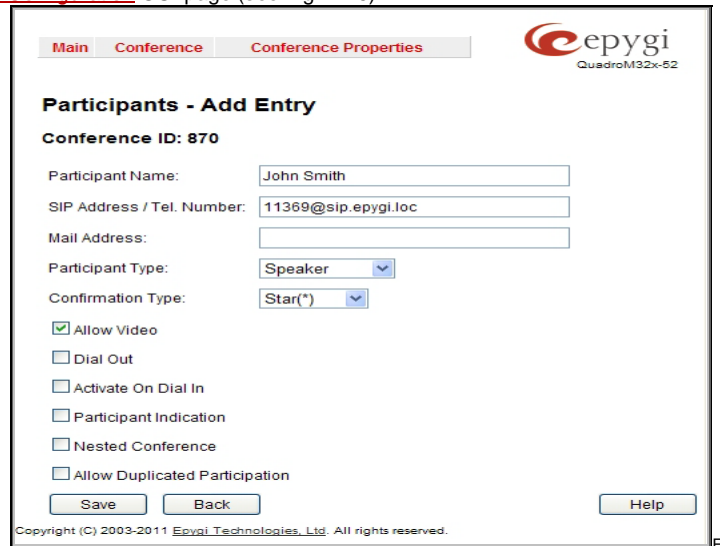 Main Conference Conference Properties
epygi
QuadroM32x-52
Participants - Add Entry
Conference ID: 870
Participant Name: John Smith
SIP Address / Tel. Number: 11369@sip.epygi.loc
Mail Address:
Participant Type: Speaker
Confirmation Type: Star(*)
Allow Video
Dial Out
Activate On Dial In
Participant Indication
Nested Conference
Allow Duplicated Participation
Save Back Help
Copyright (C) 2003-2011 Epygi Technologies, Ltd. All rights reserved.